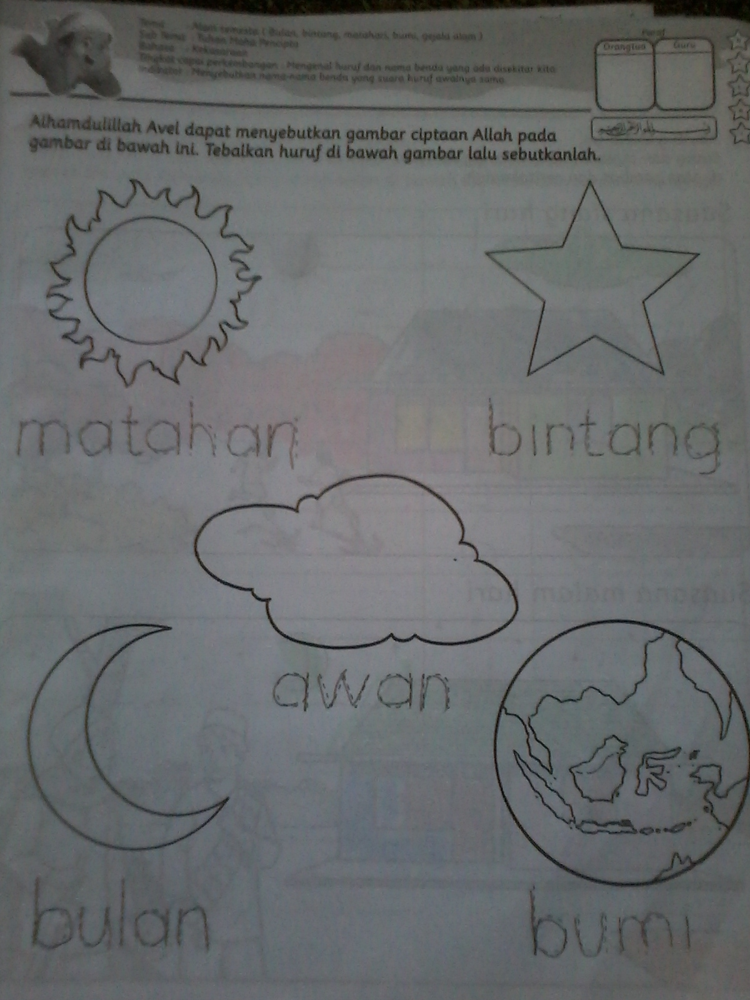 Tema : Alam semesta ( Bulan, bintang, matahari, bumi, gejala alam )
Sub Tema : Tuhan Maha Pencipta
Bahasa : Keksaraan
Tingkat capai perkembangan : Mengenal huruf dan nama benda yang ada disekitar kita
Indikator : Menyebutkan nama-nama benda yang suara huruf awalnya sama.
Paraf
Orangtua Guru
Alhamdulillah Avel dapat menyebutkan gambar ciptaan Allah pada
gambar di bawah ini. Tebalkan huruf di bawah gambar lalu sebutkanlah.
matahari bintang
awan
bulan bumi